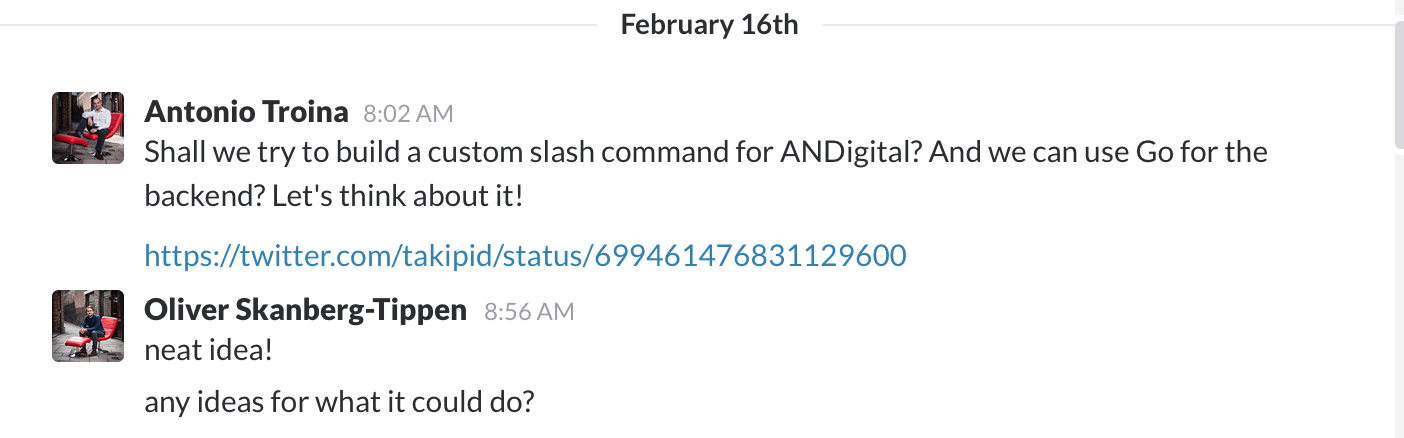 February 16th
Antonio Troina 8:02 AM
Shall we try to build a custom slash command for ANDigital? And we can use Go for the
backend? Let's think about it!
https://twitter.com/takipid/status/699461476831129600
Oliver Skanberg-Tippen 8:56 AM
neat idea!
any ideas for what it could do?